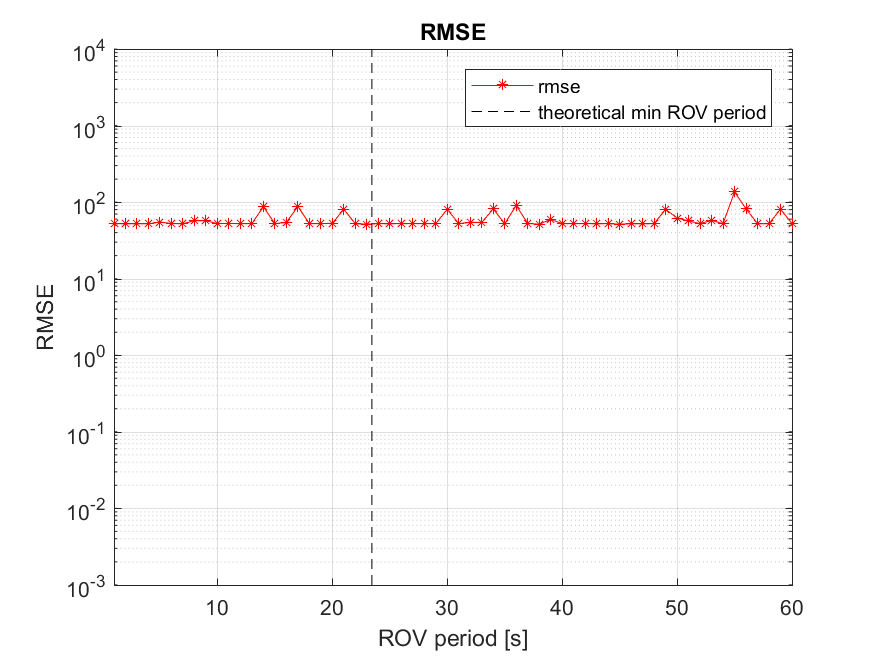 RMSE
rmse
theoretical min ROV period
RMSE
10^4
10^3
10^2
10^1
10^0
10^-1
10^-2
10^-3
10 20 30 40 50 60
ROV period [s]